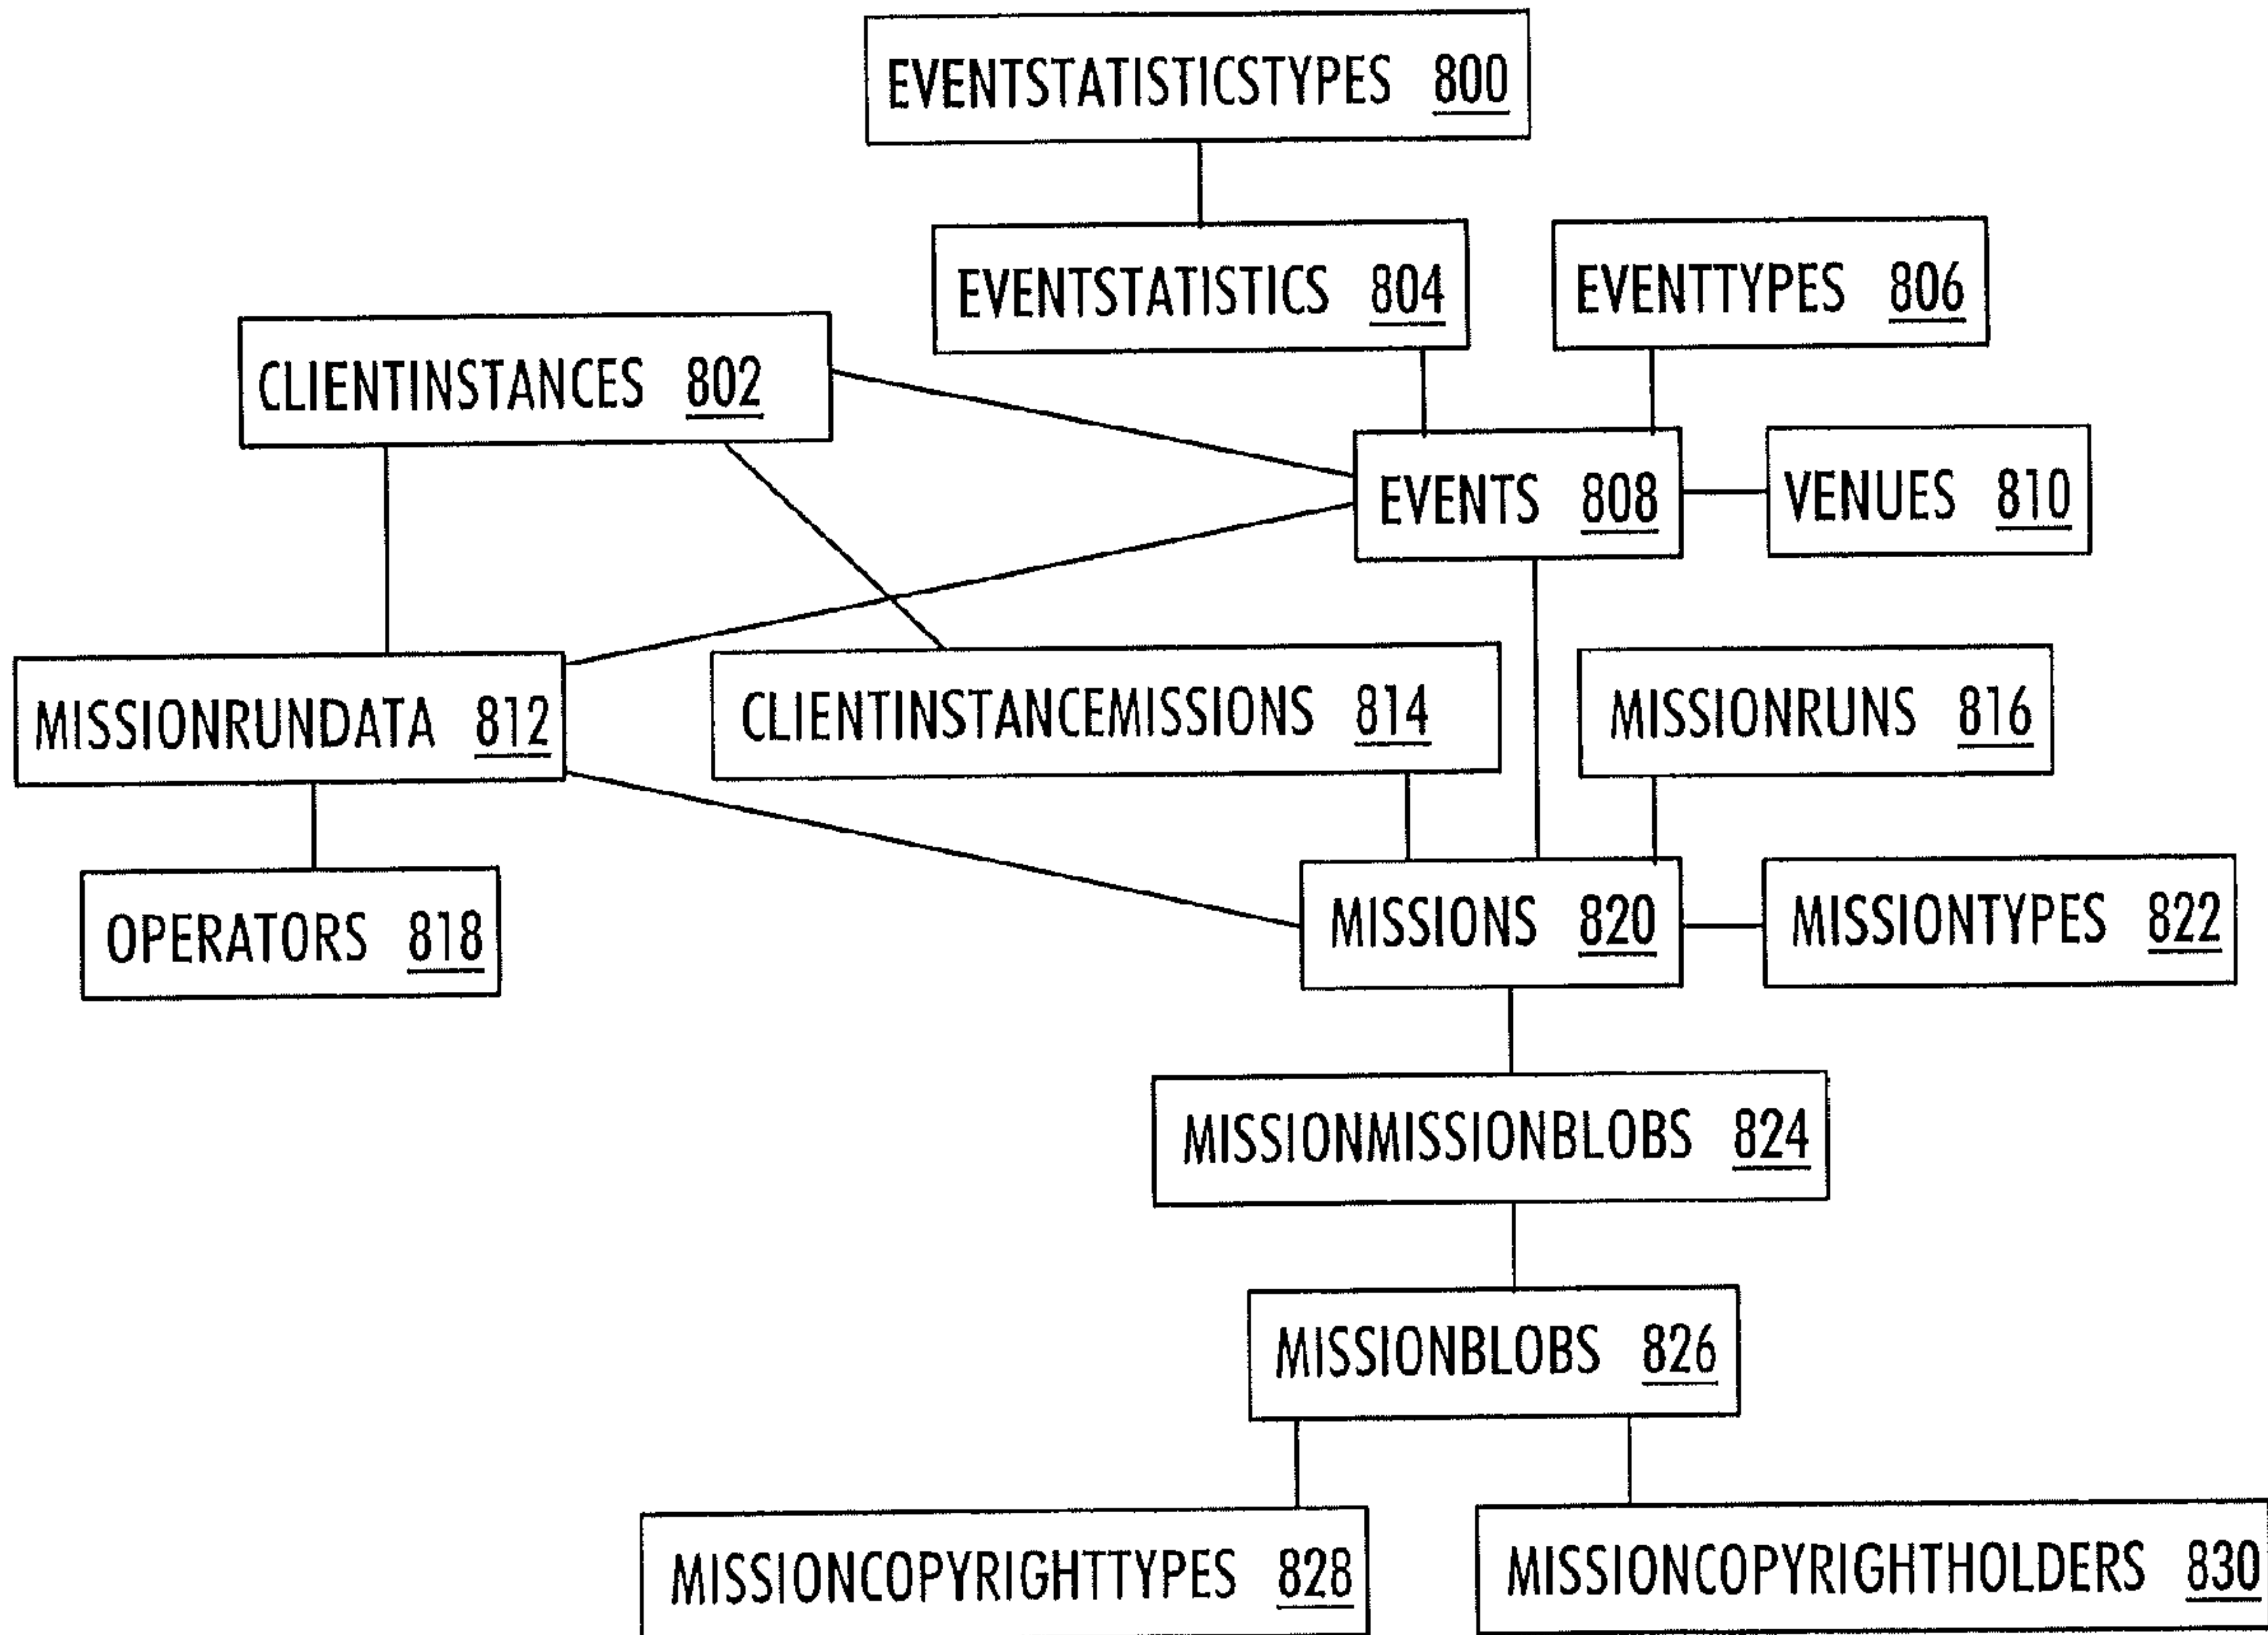 EVENTSTATISTICSTYPES 800
EVENTSTATISTICS 804
EVENTTYPES 806
CLIENTINSTANCES 802
EVENTS 808
VENUES 810
MISSIONRUNDATA 812
CLIENTINSTANCEMISSIONS 814
MISSIONRUNS 816
OPERATORS 818
MISSIONS 820
MISSIONTYPES 822
MISSIONMISSIONBLOBS 824
MISSIONBLOBS 826
MISSIONCOPYRIGHTTYPES 828
MISSIONCOPYRIGHTHOLDERS 830